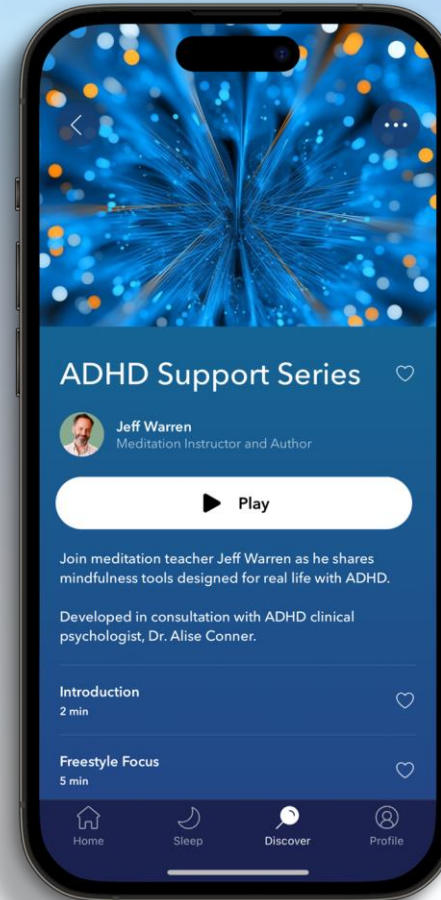 ADHD Support Series
Jeff Warren
Meditation Instructor and Author
Play
Join meditation teacher Jeff Warren as he shares
mindfulness tools designed for real life with ADHD.
Developed in consultation with ADHD clinical
psychologist, Dr. Alise Conner.
Introduction
2 min
Freestyle Focus
5 min
Home
Sleep
Discover
Profile